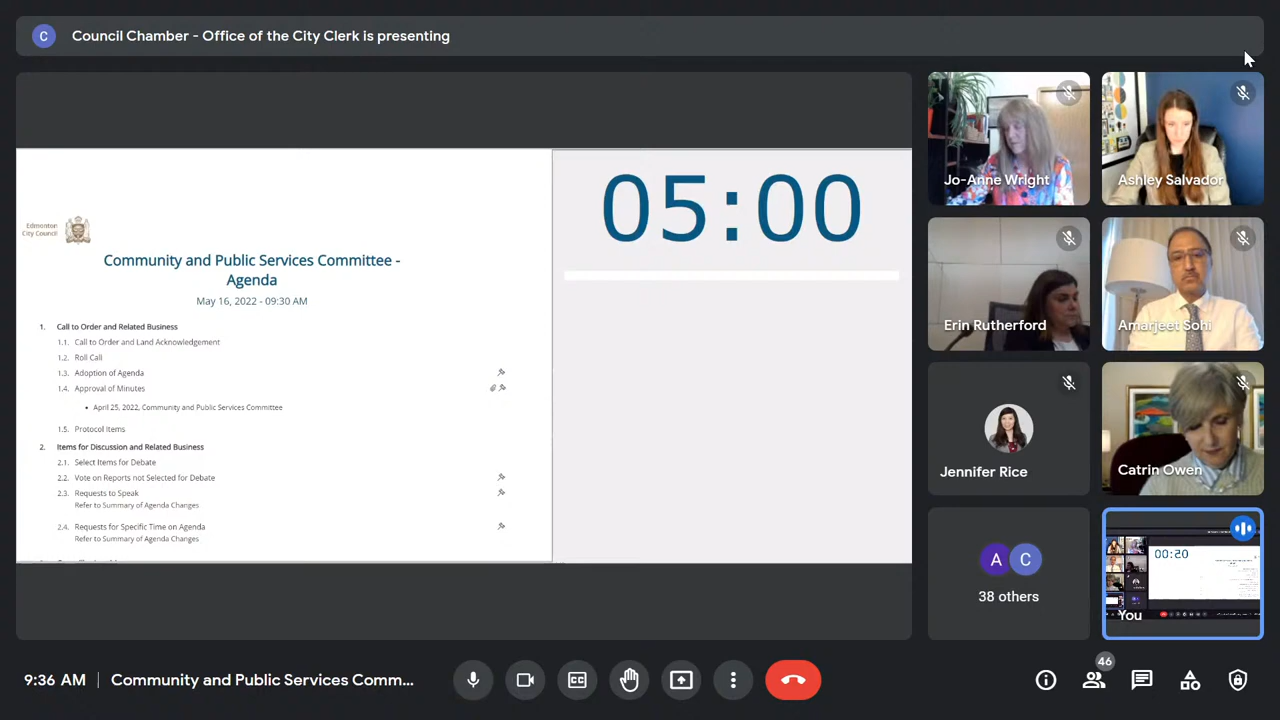 C Council Chamber - Office of the City Clerk is presenting
Edmonton
City Council
Community and Public Services Committee -
Agenda
May 16, 2022 - 09:30 AM
1. Call to Order and Related Business
1.1. Call to Order and Land Acknowledgement
1.2. Roll Call
1.3. Adoption of Agenda
1.4. Approval of Minutes
• April 25, 2022, Community and Public Services Committee
1.5. Protocol Items
2. Items for Discussion and Related Business
2.1. Select Items for Debate
2.2. Vote on Reports not Selected for Debate
2.3. Requests to Speak
Refer to Summary of Agenda Changes
2.4. Requests for Specific Time on Agenda
Refer to Summary of Agenda Changes
05:00
Jo-Anne Wright
Ashley Salvador
Erin Rutherford
Amarjeet Sohi
Jennifer Rice
Catrin Owen
A C
38 others
00:20
You
9:36 AM | Community and Public Services Comm...
46